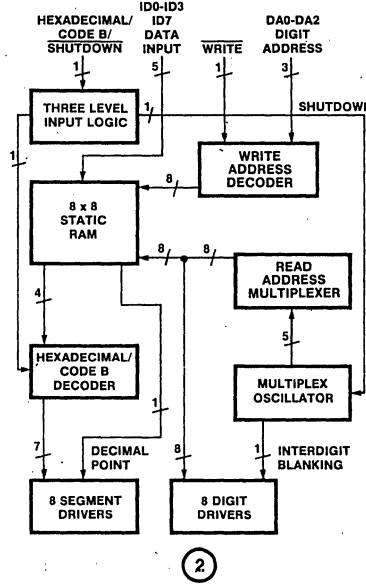 HEXADECIMAL/
CODE B/
SHUTDOWN
ID0-ID3
ID7
DATA
INPUT
WRITE
DA0-DA2
DIGIT
ADDRESS
1
5
1
3
THREE LEVEL
INPUT LOGIC
1
SHUTDOWN
1
WRITE
ADDRESS
DECODER
8
8 x 8
STATIC
RAM
8
8
READ
ADDRESS
MULTIPLEXER
4
5
HEXADECIMAL/
CODE B
DECODER
MULTIPLEX
OSCILLATOR
1
7
DECIMAL
POINT
8
1
INTERDIGIT
BLANKING
8 SEGMENT
DRIVERS
8 DIGIT
DRIVERS
2